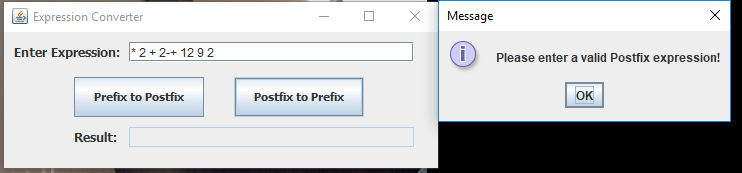 Expression Converter
Enter Expression: * 2 + 2-+ 12 9 2
Prefix to Postfix Postfix to Prefix
Result:
Message
Please enter a valid Postfix expression!
OK